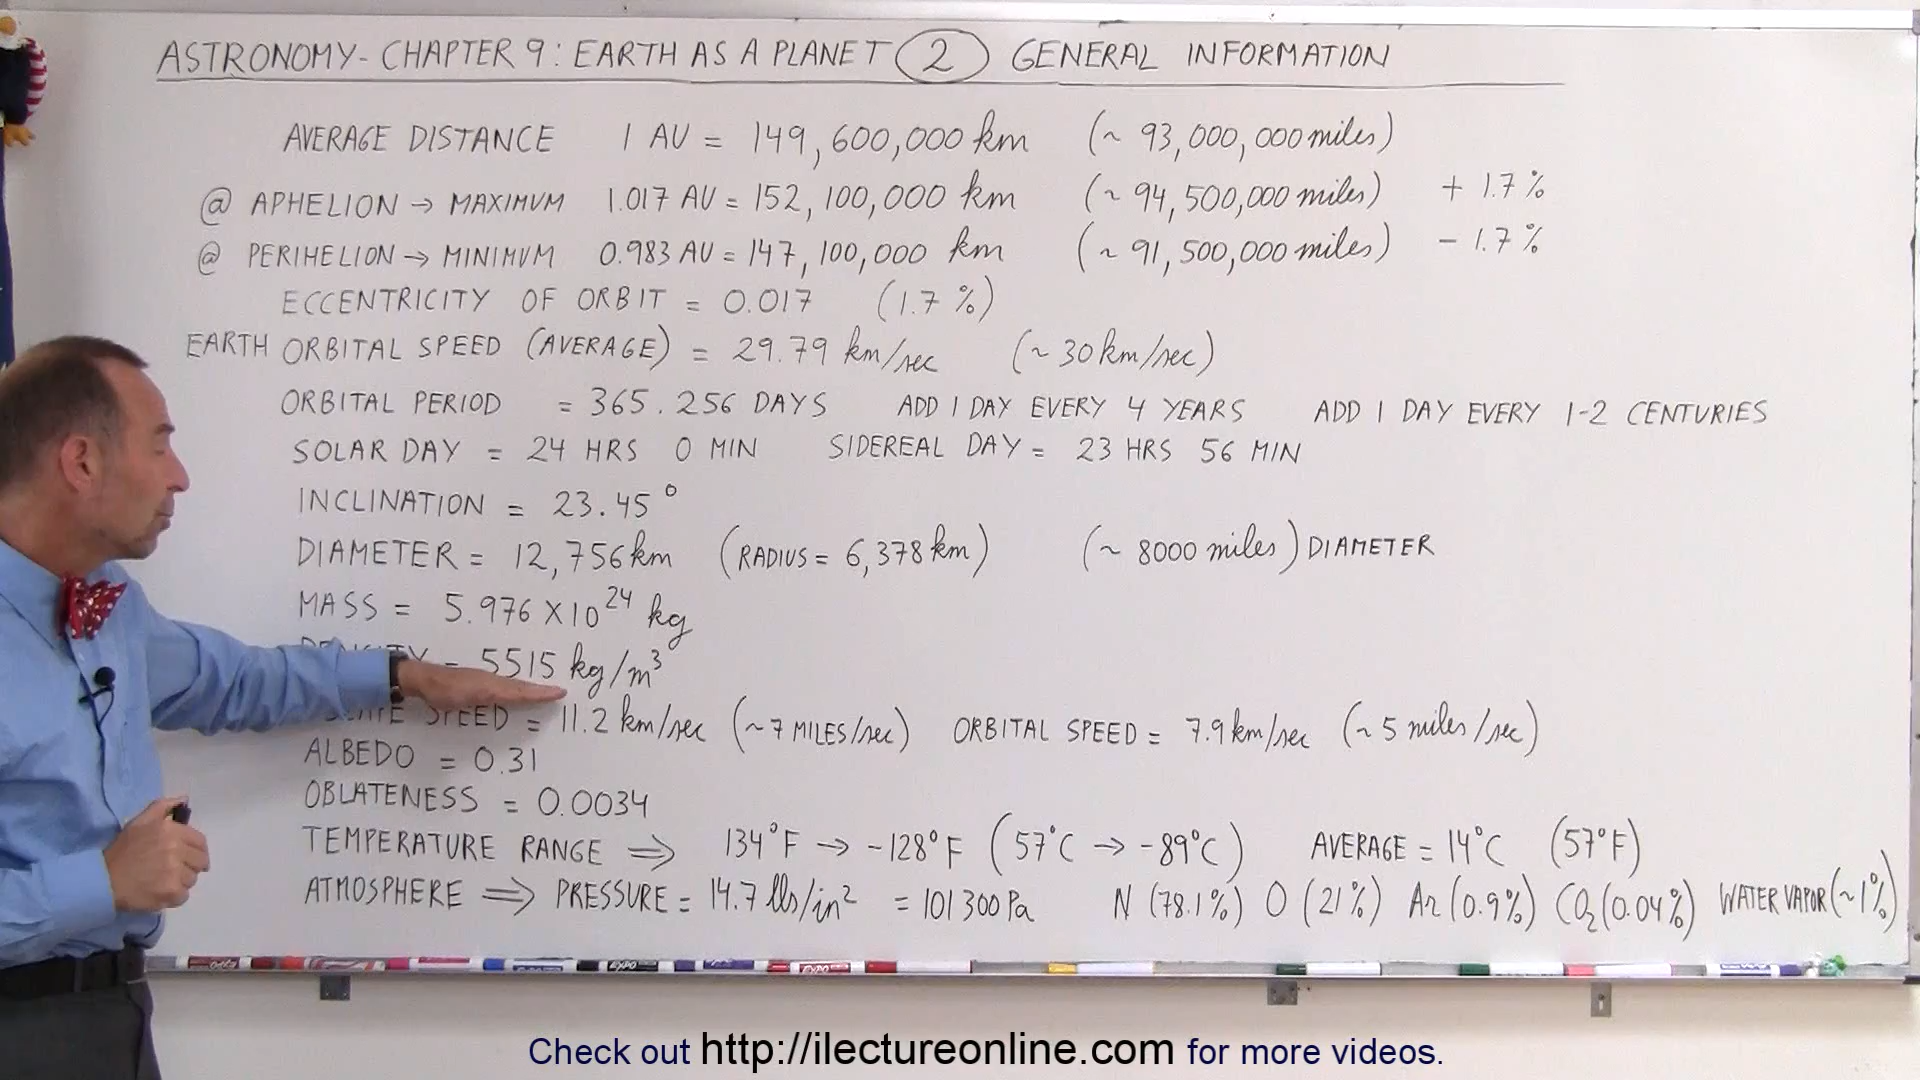 ASTRONOMY - CHAPTER 9 : EARTH AS A PLANET 2 GENERAL INFORMATION
AVERAGE DISTANCE 1 AU = 149,600,000 km (~ 93,000,000 miles)
@ APHELION → MAXIMUM 1.017 AU = 152,100,000 km (~ 94,500,000 miles) + 1.7 %
@ PERIHELION → MINIMUM 0.983 AU = 147,100,000 km (~ 91,500,000 miles) - 1.7 %
ECCENTRICITY OF ORBIT = 0.017 (1.7 %)
EARTH ORBITAL SPEED (AVERAGE) = 29.79 km/sec (~ 30 km/sec)
ORBITAL PERIOD = 365.256 DAYS ADD 1 DAY EVERY 4 YEARS ADD 1 DAY EVERY 1-2 CENTURIES
SOLAR DAY = 24 HRS 0 MIN SIDEREAL DAY = 23 HRS 56 MIN
INCLINATION = 23.45°
DIAMETER = 12,756 km (RADIUS = 6,378 km) (~ 8000 miles) DIAMETER
MASS = 5.976 X 10²⁴ kg
DENSITY = 5515 kg/m³
SPEED = 11.2 km/sec (~ 7 MILES/sec) ORBITAL SPEED = 7.9 km/sec (~ 5 miles/sec)
ALBEDO = 0.31
OBLATENESS = 0.0034
TEMPERATURE RANGE ⇒ 134°F → -128°F (57°C → -89°C) AVERAGE = 14°C (57°F)
ATMOSPHERE ⇒ PRESSURE = 14.7 lbs/in² = 101300 Pa N (78.1%) O (21%) Ar (0.9%) CO₂ (0.04%) WATER VAPOR (~1%)
EXPO EXPO EXPO
Check out http://ilectureonline.com for more videos.